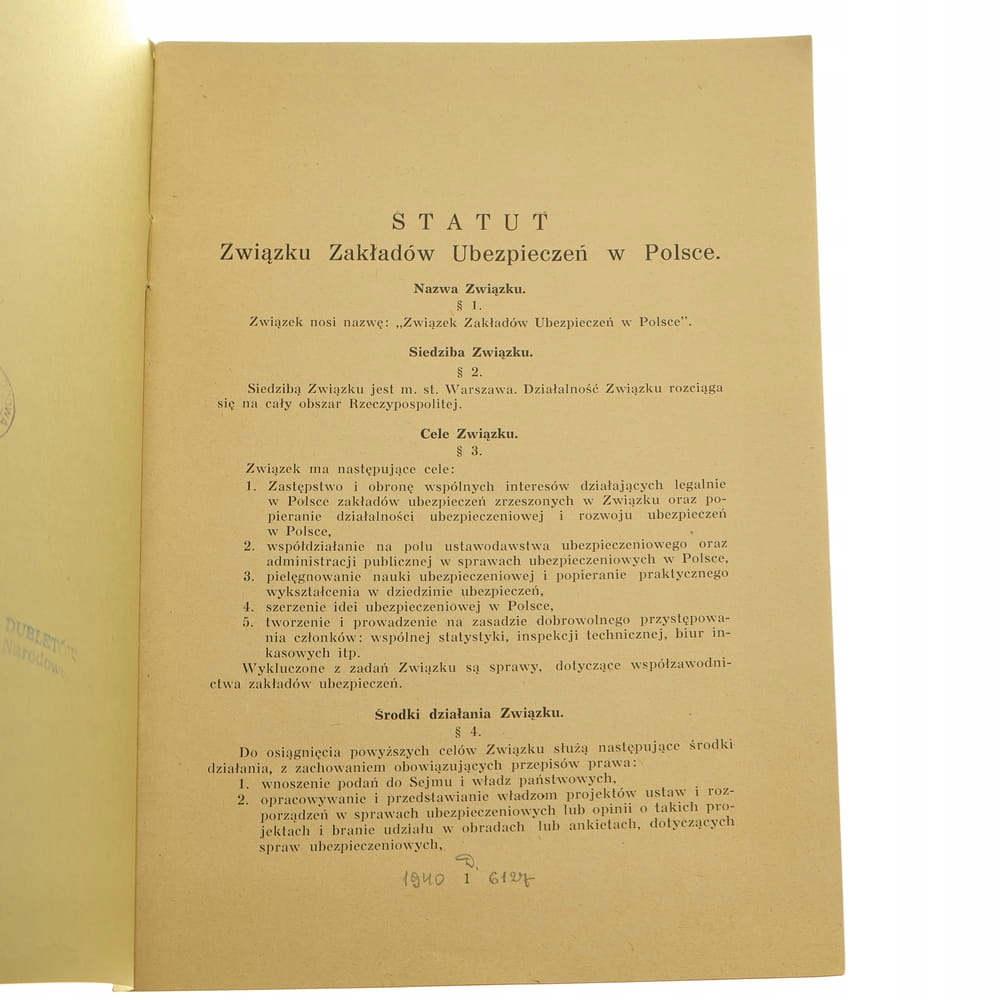 STATUT
Związku Zakładów Ubezpieczeń w Polsce.
Nazwa Związku.
§ 1.
Związek nosi nazwę: „Związek Zakładów Ubezpieczeń w Polsce”.
Siedziba Związku.
§ 2.
Siedzibą Związku jest m. st. Warszawa. Działalność Związku rozciąga
się na cały obszar Rzeczypospolitej.
Cele Związku.
§ 3.
Związek ma następujące cele:
1. Zastępstwo i obronę wspólnych interesów działających legalnie
w Polsce zakładów ubezpieczeń zrzeszonych w Związku oraz po-
pieranie działalności ubezpieczeniowej i rozwoju ubezpieczeń
w Polsce,
2. współdziałanie na polu ustawodawstwa ubezpieczeniowego oraz
administracji publicznej w sprawach ubezpieczeniowych w Polsce,
3. pielęgnowanie nauki ubezpieczeniowej i popieranie praktycznego
wykształcenia w dziedzinie ubezpieczeń,
4. szerzenie idei ubezpieczeniowej w Polsce,
5. tworzenie i prowadzenie na zasadzie dobrowolnego przystępowa-
nia członków: wspólnej statystyki, inspekcji technicznej, biur in-
kasowych itp.
Wykluczone z zadań Związku są sprawy, dotyczące współzawodni-
ctwa zakładów ubezpieczeń.
Środki działania Związku.
§ 4.
Do osiągnięcia powyższych celów Związku służą następujące środki
działania, z zachowaniem obowiązujących przepisów prawa:
1. wnoszenie podań do Sejmu i władz państwowych,
2. opracowywanie i przedstawianie władzom projektów ustaw i roz-
porządzeń w sprawach ubezpieczeniowych lub opinii o takich pro-
jektach i branie udziału w obradach lub ankietach, dotyczących
spraw ubezpieczeniowych,
D.
1940 1 6127
DUBLETÓW